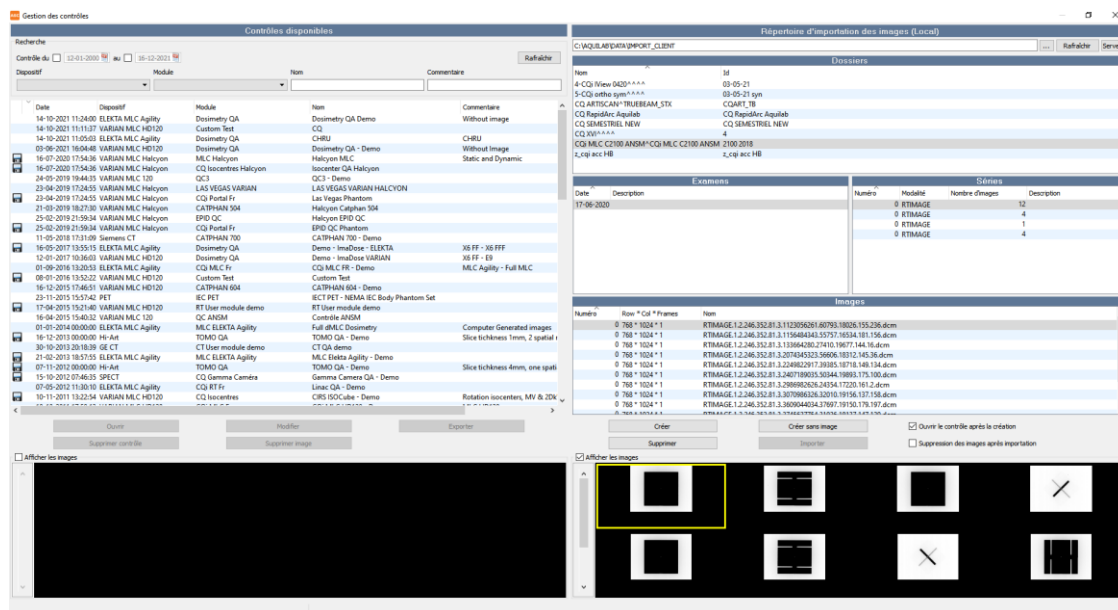 Gestion des contrôles
Contrôles disponibles
Recherche
Contrôle du 12-01-2000 au 16-12-2021 Rafraîchir
Dispositif Module Nom Commentaire
Date Dispositif Module Nom Commentaire
14-10-2021 11:24:00 ELEKTA MLC Agility Dosimetry QA Dosimetry QA Demo Without image
14-10-2021 11:11:37 VARIAN MLC HD120 Custom Test CQ
14-10-2021 11:05:03 ELEKTA MLC Agility Dosimetry QA CHRU CHRU
03-06-2021 16:04:48 VARIAN MLC HD120 Dosimetry QA Dosimetry QA - Demo Without Image
16-07-2020 17:54:36 VARIAN MLC Halcyon MLC Halcyon Halcyon MLC Static and Dynamic
16-07-2020 17:54:36 VARIAN MLC Halcyon CQ Isocentres Halcyon Isocenter QA Halcyon
24-05-2019 19:44:35 VARIAN MLC 120 QC3 QC3 - Demo
23-04-2019 17:24:55 VARIAN MLC Halcyon LAS VEGAS VARIAN LAS VEGAS VARIAN HALCYON
23-04-2019 17:24:55 VARIAN MLC Halcyon CQi Portal Fr Las Vegas Phantom
21-03-2019 18:27:30 VARIAN MLC Halcyon CATPHAN 504 Halcyon Catphan 504
25-02-2019 21:59:34 VARIAN MLC Halcyon EPID QC Halcyon EPID QC
25-02-2019 21:59:34 VARIAN MLC Halcyon CQi Portal Fr EPID QC Phantom
11-05-2018 17:31:09 Siemens CT CATPHAN 700 CATPHAN 700 - Demo
16-05-2017 13:55:15 ELEKTA MLC Agility Dosimetry QA Demo - ImaDose - ELEKTA X6 FF - X6 FFF
12-01-2017 10:36:03 VARIAN MLC HD120 Dosimetry QA Demo - ImaDose VARIAN X6 FF - E9
01-09-2016 13:20:53 ELEKTA MLC Agility CQi MLC Fr CQi MLC FR - Demo MLC Agility - Full MLC
08-01-2016 13:52:22 VARIAN MLC HD120 Custom Test Custom Test
16-12-2015 17:46:51 VARIAN MLC HD120 CATPHAN 604 CATPHAN 604 - Demo
23-11-2015 15:57:42 PET IEC PET IECT PET - NEMA IEC Body Phantom Set
17-04-2015 15:21:40 VARIAN MLC HD120 RT User module demo RT User module demo
16-04-2015 15:40:32 VARIAN MLC 120 QC ANSM Contrôle ANSM
01-01-2014 00:00:00 ELEKTA MLC Agility MLC ELEKTA Agility Full dMLC Dosimetry Computer Generated images
16-12-2013 00:00:00 Hi-Art TOMO QA TOMO QA - Demo Slice tichkness 1mm, 2 spatial r
30-10-2013 20:18:39 GE CT CT User module demo CT QA demo
21-02-2013 18:57:55 ELEKTA MLC Agility MLC ELEKTA Agility MLC Elekta Agility - Demo
07-11-2012 00:00:00 Hi-Art TOMO QA TOMO QA - Demo Slice tichkness 4mm, one spati
15-10-2012 07:46:35 SPECT CQ Gamma Caméra Gamma Camera QA - Demo
07-05-2012 11:30:10 ELEKTA MLC Agility CQi RT Fr Linac QA - Demo
10-11-2011 13:22:54 VARIAN MLC HD120 CQ Isocentres CIRS ISOCube - Demo Rotation isocenters, MV & 2Dk
Ouvrir Modifier Exporter
Supprimer contrôle Supprimer image
Afficher les images
Répertoire d'importation des images (Local)
C:\AQUILAB\DATA\IMPORT_CLIENT ... Rafraîchir Serve
Dossiers
Nom Id
4-CQi IView 0420^^^^ 03-05-21
5-CQi ortho sym^^^^ 03-05-21 syn
CQ ARTISCAN^TRUEBEAM_STX CQART_TB
CQ RapidArc Aquilab CQ RapidArc Aquilab
CQ SEMESTRIEL NEW CQ SEMESTRIEL NEW
CQ XVI^^^^ 4
CQi MLC C2100 ANSM^CQi MLC C2100 ANSM 2100 2018
z_cqi acc HB z_cqi acc HB
Examens
Date Description
17-06-2020
Séries
Numéro Modalité Nombre d'images Description
0 RTIMAGE 12
0 RTIMAGE 4
0 RTIMAGE 1
0 RTIMAGE 4
Images
Numéro Row * Col * Frames Nom
0 768 * 1024 * 1 RTIMAGE.1.2.246.352.81.3.1123056261.60793.18026.155.236.dcm
0 768 * 1024 * 1 RTIMAGE.1.2.246.352.81.3.1156484343.55757.16534.181.156.dcm
0 768 * 1024 * 1 RTIMAGE.1.2.246.352.81.3.133664280.27410.19677.144.16.dcm
0 768 * 1024 * 1 RTIMAGE.1.2.246.352.81.3.2074345323.56606.18312.145.36.dcm
0 768 * 1024 * 1 RTIMAGE.1.2.246.352.81.3.2249822917.39385.18718.149.134.dcm
0 768 * 1024 * 1 RTIMAGE.1.2.246.352.81.3.2407189035.50344.19893.175.100.dcm
0 768 * 1024 * 1 RTIMAGE.1.2.246.352.81.3.2986982626.24354.17220.161.2.dcm
0 768 * 1024 * 1 RTIMAGE.1.2.246.352.81.3.3070986326.32010.19156.137.158.dcm
0 768 * 1024 * 1 RTIMAGE.1.2.246.352.81.3.3609044034.37697.19150.179.197.dcm
Créer Créer sans image Ouvrir le contrôle après la création
Supprimer Importer Suppression des images après importation
Afficher les images